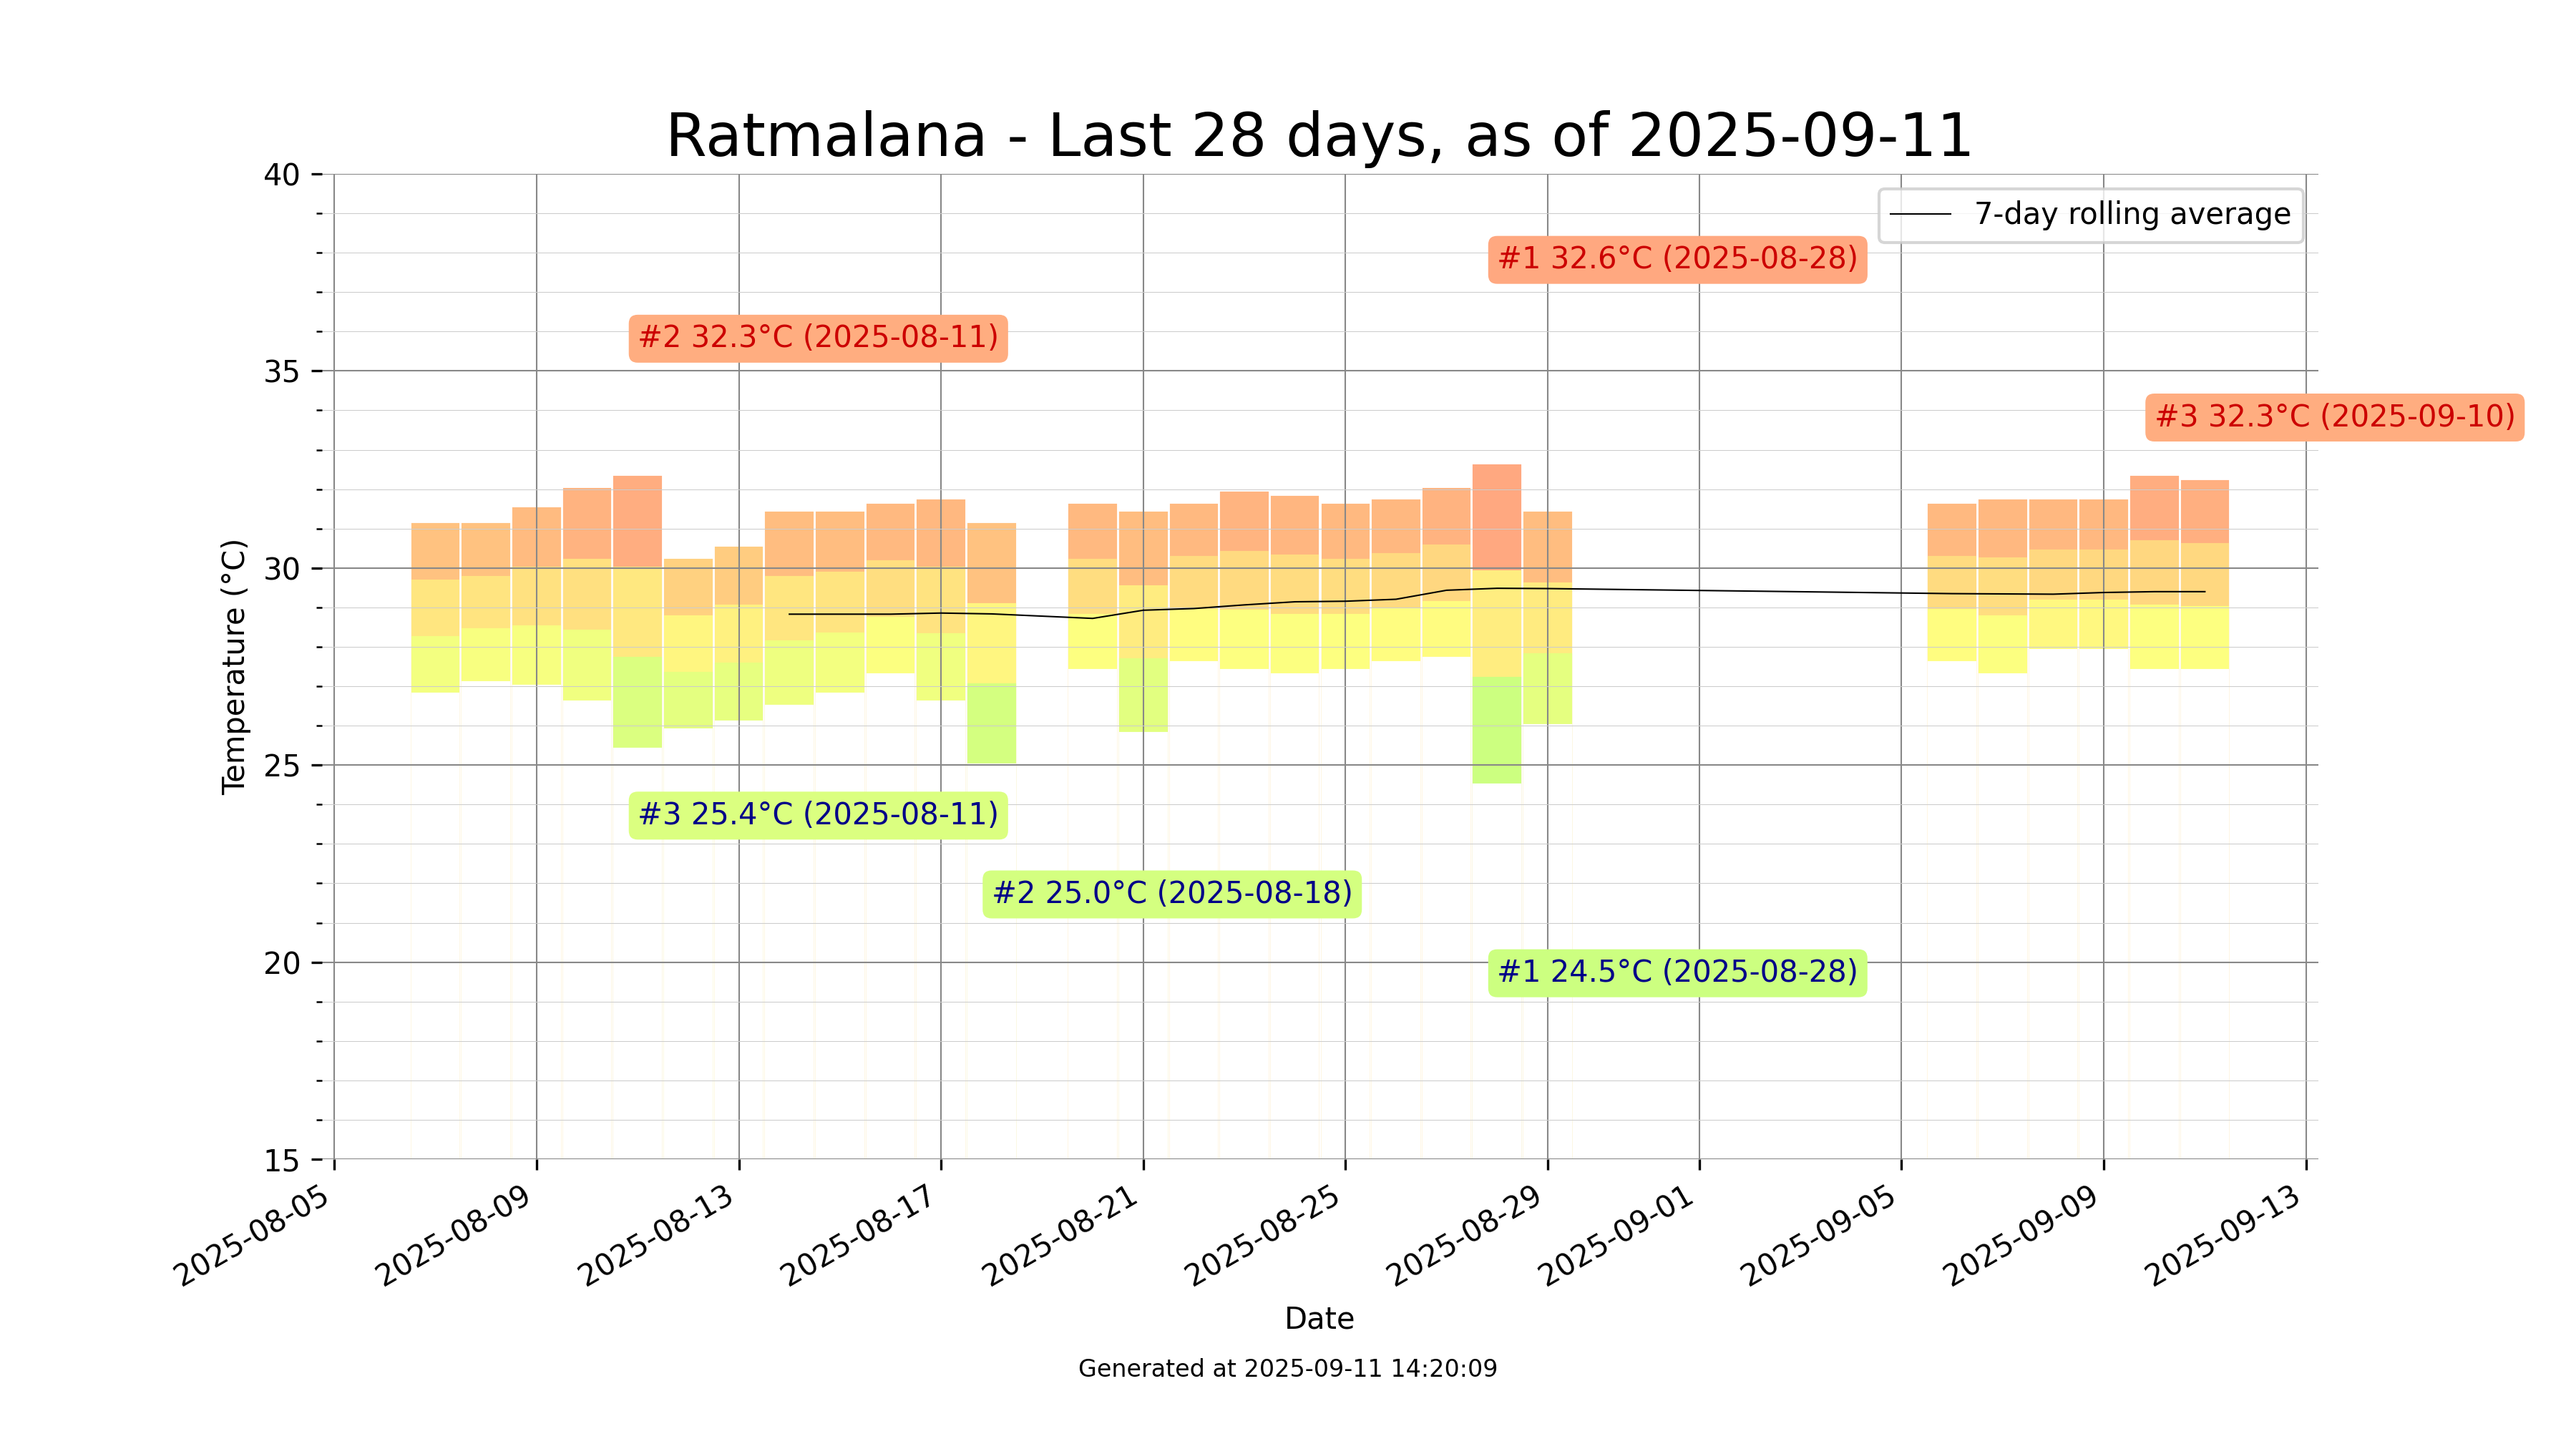 Ratmalana - Last 28 days, as of 2025-09-11
40
7-day rolling average
#1 32.6°C (2025-08-28)
#2 32.3°C (2025-08-11)
35
#3 32.3°C (2025-09-10)
30
Temperature (°C)
25
#3 25.4°C (2025-08-11)
#2 25.0°C (2025-08-18)
20
#1 24.5°C (2025-08-28)
15
2025-08-05
2025-08-09
2025-08-13
2025-08-17
2025-08-21
2025-08-25
2025-08-29
2025-09-01
2025-09-05
2025-09-09
2025-09-13
Date
Generated at 2025-09-11 14:20:09